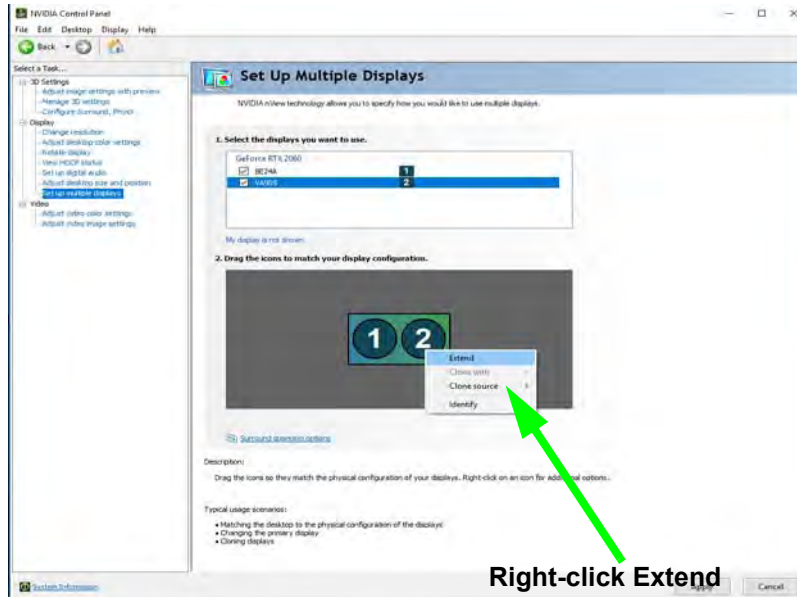 NVIDIA Control Panel
File Edit Desktop Display Help
Back
Select a Task...
3D Settings
Adjust image settings with preview
Manage 3D settings
Configure Surround, PhysX
Display
Change resolution
Adjust desktop color settings
Rotate display
View HDCP status
Set up digital audio
Adjust desktop size and position
Set up multiple displays
Video
Adjust video color settings
Adjust video image settings
System Information
Set Up Multiple Displays
NVIDIA nView technology allows you to specify how you would like to use multiple displays.
1. Select the displays you want to use.
GeForce RTX 2060
BE24A 1
2
My display is not shown
2. Drag the icons to match your display configuration.
1 2
Extend
Clone with
Clone source
Identify
Surround spanning options
Description:
Drag the icons so they match the physical configuration of your displays. Right-click on an icon for additional options.
Typical usage scenarios:
• Matching the desktop to the physical configuration of the displays
• Changing the primary display
• Cloning displays
Right-click Extend
Apply Cancel